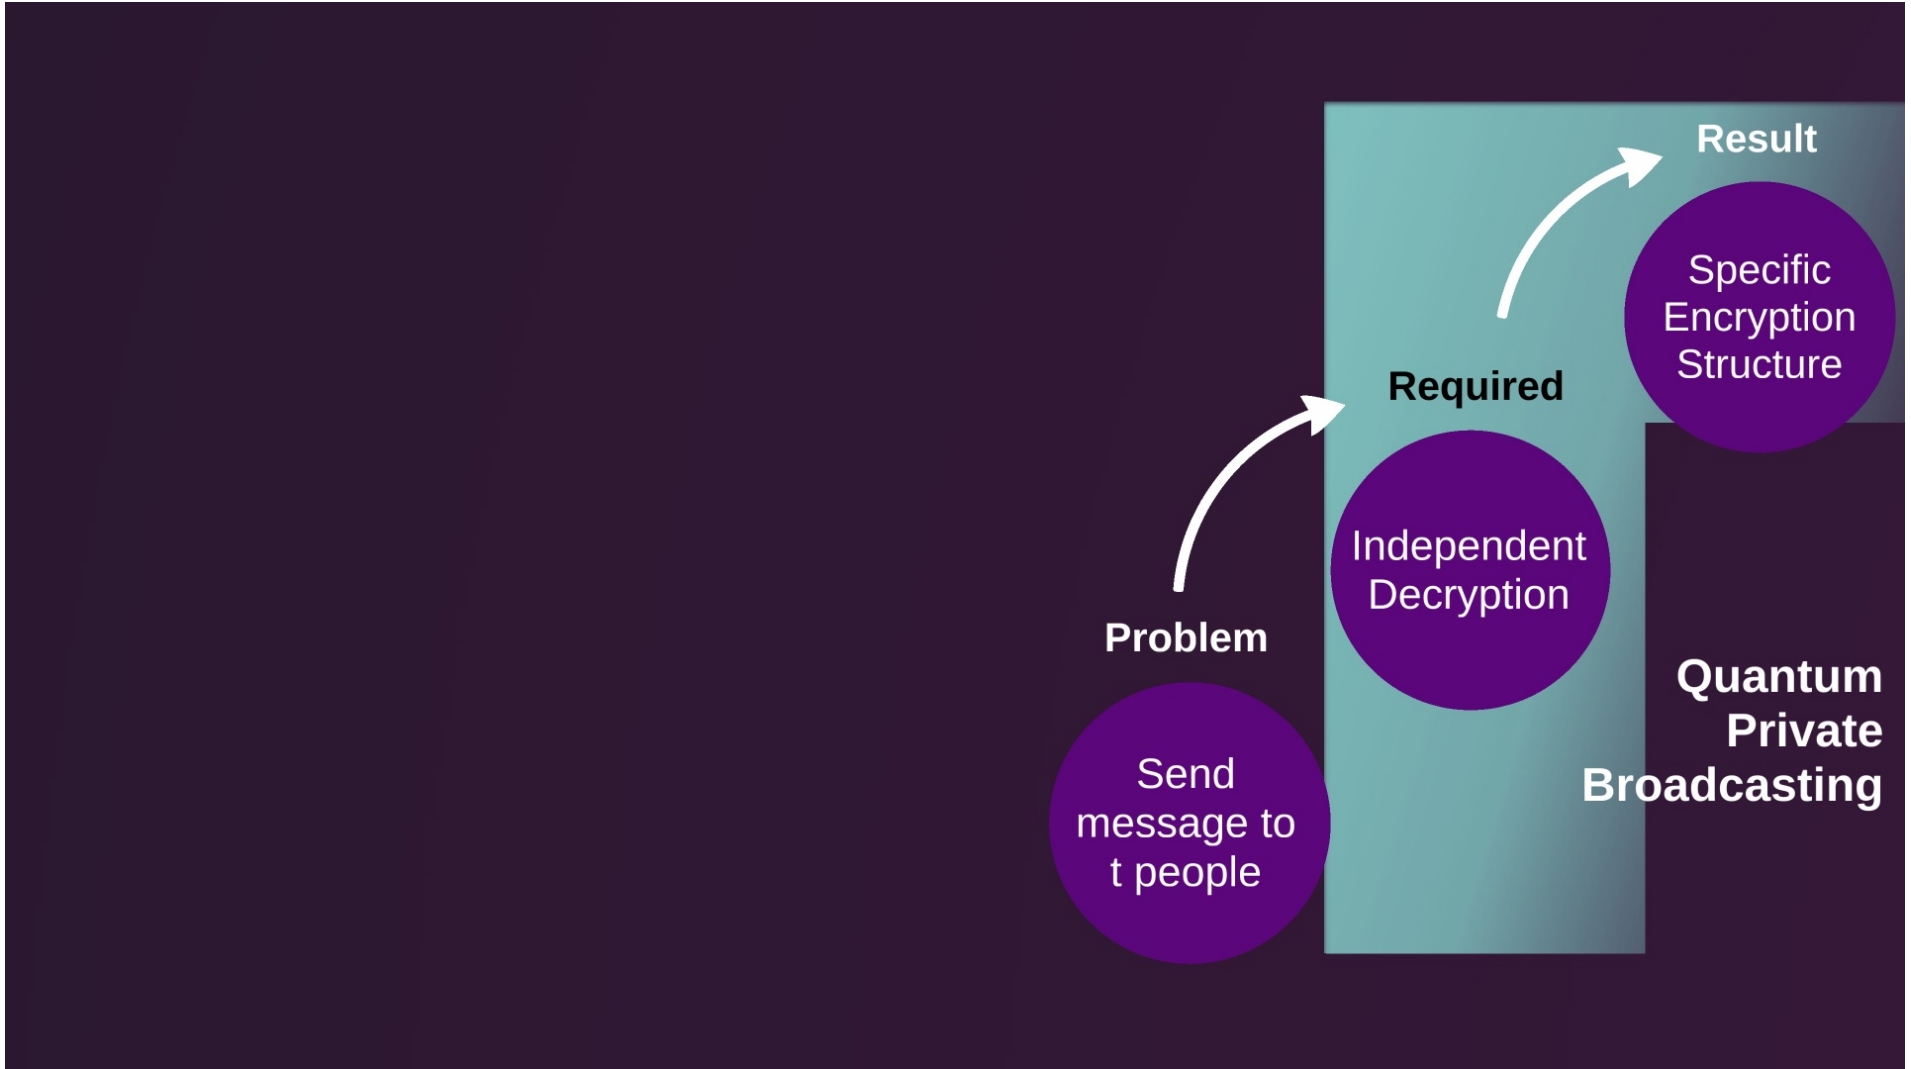 Result
Specific
Encryption
Structure
Required
Independent
Decryption
Problem
Send
message to
t people
Quantum
Private
Broadcasting